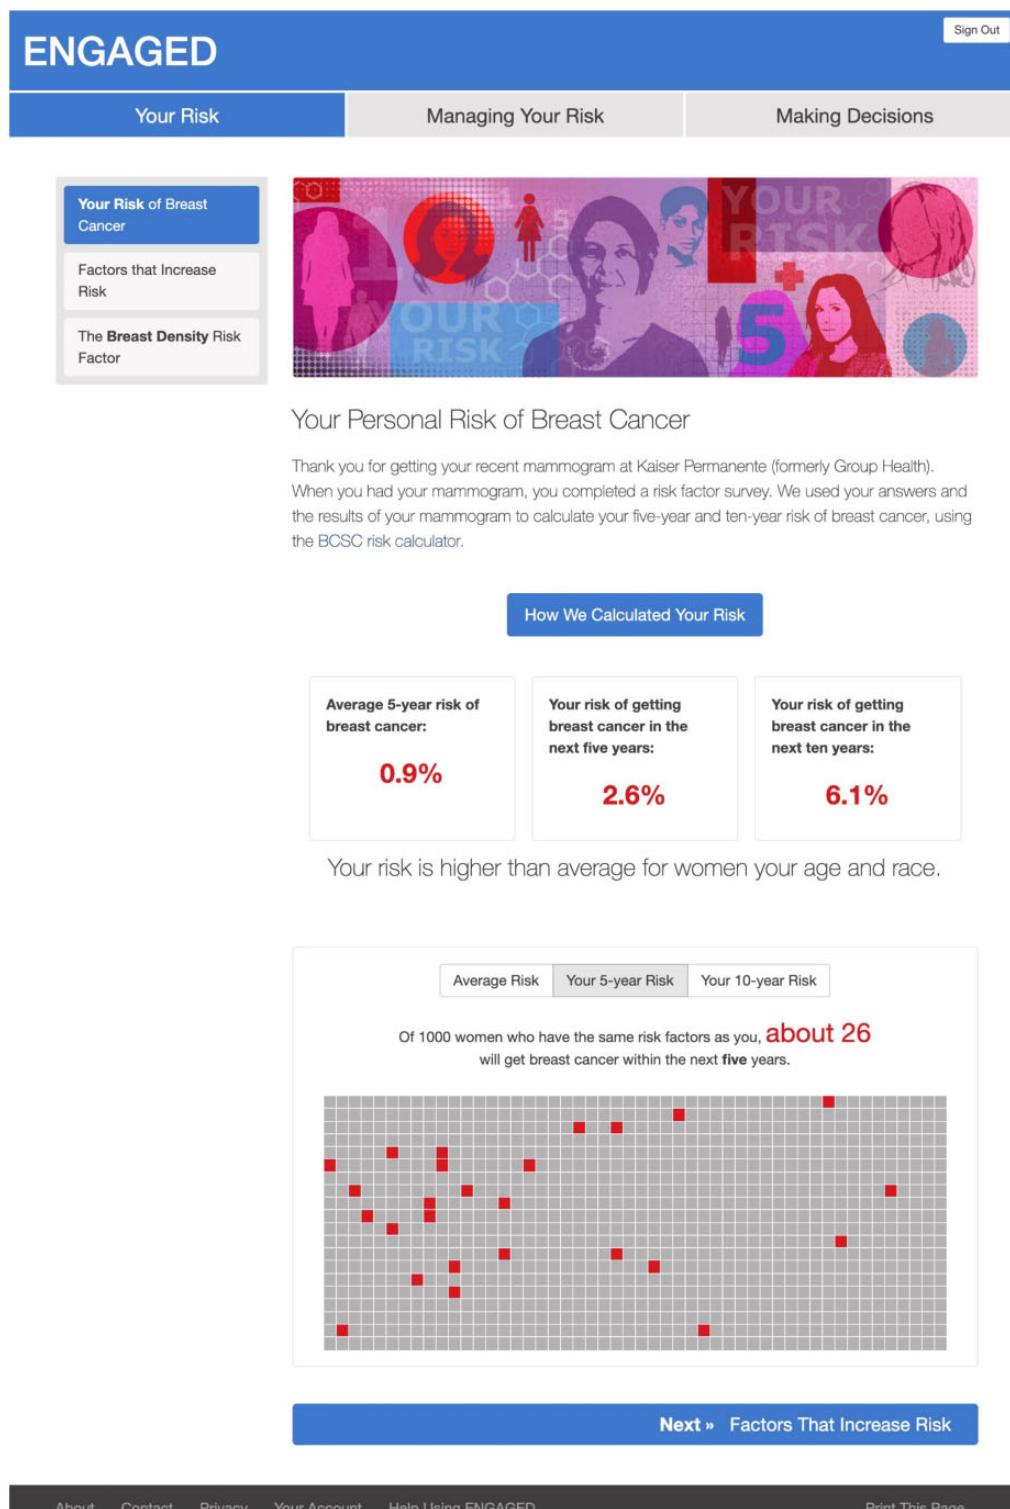 ENGAGED
Sign Out
Your Risk
Managing Your Risk
Making Decisions
Your Risk of Breast
Cancer
Factors that Increase
Risk
The Breast Density Risk
Factor
1
1
5
5
YOUR
RISK
YOUR
RISK
5
Your Personal Risk of Breast Cancer
Thank you for getting your recent mammogram at Kaiser Permanente (formerly Group Health).
When you had your mammogram, you completed a risk factor survey. We used your answers and
the results of your mammogram to calculate your five-year and ten-year risk of breast cancer, using
the BCSC risk calculator.
How We Calculated Your Risk
Average 5-year risk of
breast cancer:
0.9%
Your risk of getting
breast cancer in the
next five years:
2.6%
Your risk of getting
breast cancer in the
next ten years:
6.1%
Your risk is higher than average for women your age and race.
Average Risk
Your 5-year Risk
Your 10-year Risk
Of 1000 women who have the same risk factors as you, about 26
will get breast cancer within the next five years.
Next » Factors That Increase Risk
About
Contact
Privacy
Your Account
Help Using ENGAGED
Print This Page